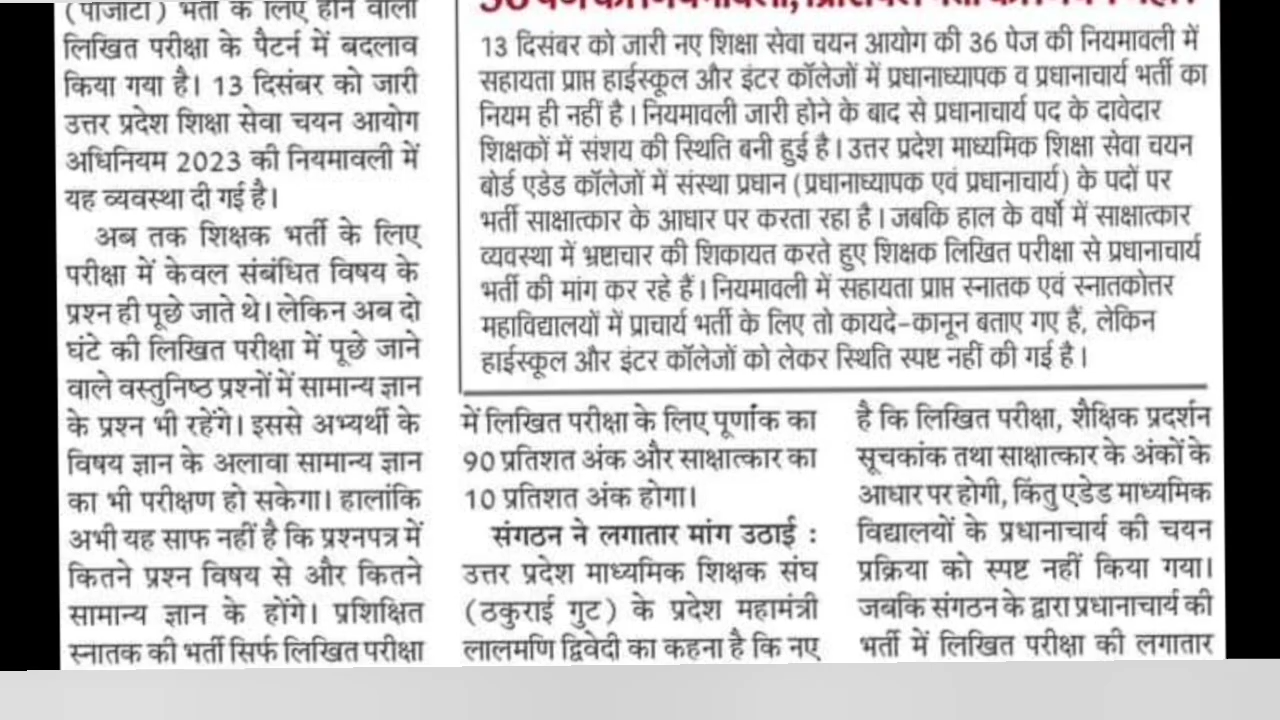 (पीजीटी) भर्ती के लिए होने वाली
लिखित परीक्षा के पैटर्न में बदलाव
किया गया है। 13 दिसंबर को जारी
उत्तर प्रदेश शिक्षा सेवा चयन आयोग
अधिनियम 2023 की नियमावली में
यह व्यवस्था दी गई है।
अब तक शिक्षक भर्ती के लिए
परीक्षा में केवल संबंधित विषय के
प्रश्न ही पूछे जाते थे। लेकिन अब दो
घंटे की लिखित परीक्षा में पूछे जाने
वाले वस्तुनिष्ठ प्रश्नों में सामान्य ज्ञान
के प्रश्न भी रहेंगे। इससे अभ्यर्थी के
विषय ज्ञान के अलावा सामान्य ज्ञान
का भी परीक्षण हो सकेगा। हालांकि
अभी यह साफ नहीं है कि प्रश्नपत्र में
कितने प्रश्न विषय से और कितने
सामान्य ज्ञान के होंगे। प्रशिक्षित
स्नातक की भर्ती सिर्फ लिखित परीक्षा
13 दिसंबर को जारी नए शिक्षा सेवा चयन आयोग की 36 पेज की नियमावली में
सहायता प्राप्त हाईस्कूल और इंटर कॉलेजों में प्रधानाध्यापक व प्रधानाचार्य भर्ती का
नियम ही नहीं है। नियमावली जारी होने के बाद से प्रधानाचार्य पद के दावेदार
शिक्षकों में संशय की स्थिति बनी हुई है। उत्तर प्रदेश माध्यमिक शिक्षा सेवा चयन
बोर्ड एडेड कॉलेजों में संस्था प्रधान (प्रधानाध्यापक एवं प्रधानाचार्य) के पदों पर
भर्ती साक्षात्कार के आधार पर करता रहा है। जबकि हाल के वर्षों में साक्षात्कार
व्यवस्था में भ्रष्टाचार की शिकायत करते हुए शिक्षक लिखित परीक्षा से प्रधानाचार्य
भर्ती की मांग कर रहे हैं। नियमावली में सहायता प्राप्त स्नातक एवं स्नातकोत्तर
महाविद्यालयों में प्राचार्य भर्ती के लिए तो कायदे-कानून बताए गए हैं, लेकिन
हाईस्कूल और इंटर कॉलेजों को लेकर स्थिति स्पष्ट नहीं की गई है।
में लिखित परीक्षा के लिए पूर्णांक का
90 प्रतिशत अंक और साक्षात्कार का
10 प्रतिशत अंक होगा।
संगठन ने लगातार मांग उठाई :
उत्तर प्रदेश माध्यमिक शिक्षक संघ
(ठकुराई गुट) के प्रदेश महामंत्री
लालमणि द्विवेदी का कहना है कि नए
है कि लिखित परीक्षा, शैक्षिक प्रदर्शन
सूचकांक तथा साक्षात्कार के अंकों के
आधार पर होगी, किंतु एडेड माध्यमिक
विद्यालयों के प्रधानाचार्य की चयन
प्रक्रिया को स्पष्ट नहीं किया गया।
जबकि संगठन के द्वारा प्रधानाचार्य की
भर्ती में लिखित परीक्षा की लगातार